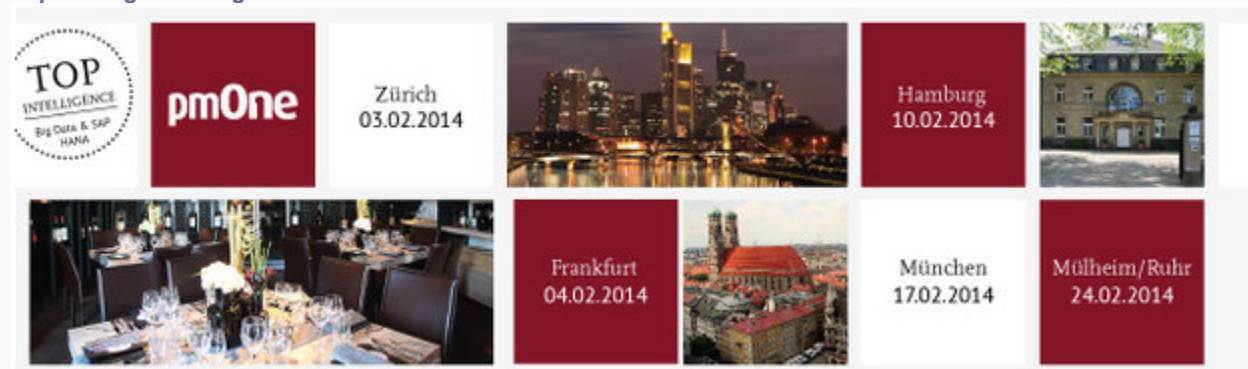 TOP
INTELLIGENCE
Big Data & SAP
HANA
pmOne
Zürich
03.02.2014
Hamburg
10.02.2014
Frankfurt
04.02.2014
München
17.02.2014
Mülheim/Ruhr
24.02.2014